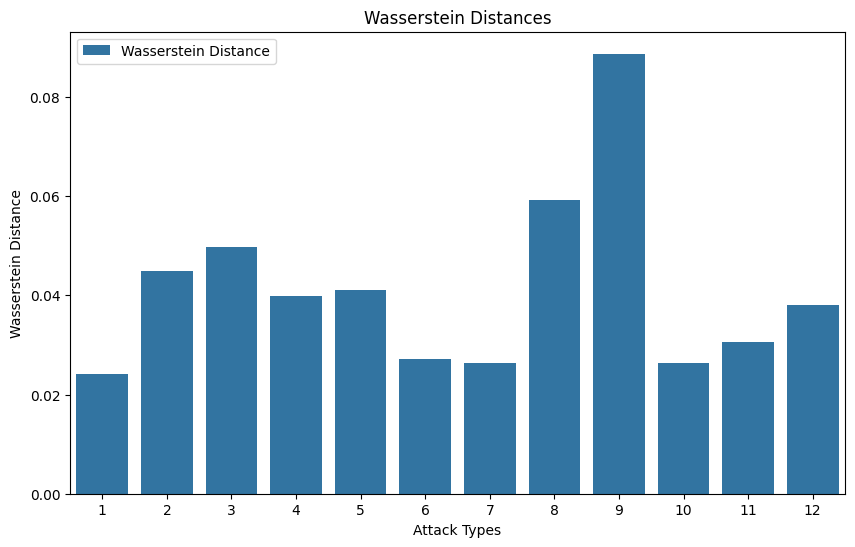 Wasserstein Distances
Wasserstein Distance
Wasserstein Distance
0.08
0.06
0.04
0.02
0.00
1 2 3 4 5 6 7 8 9 10 11 12
Attack Types